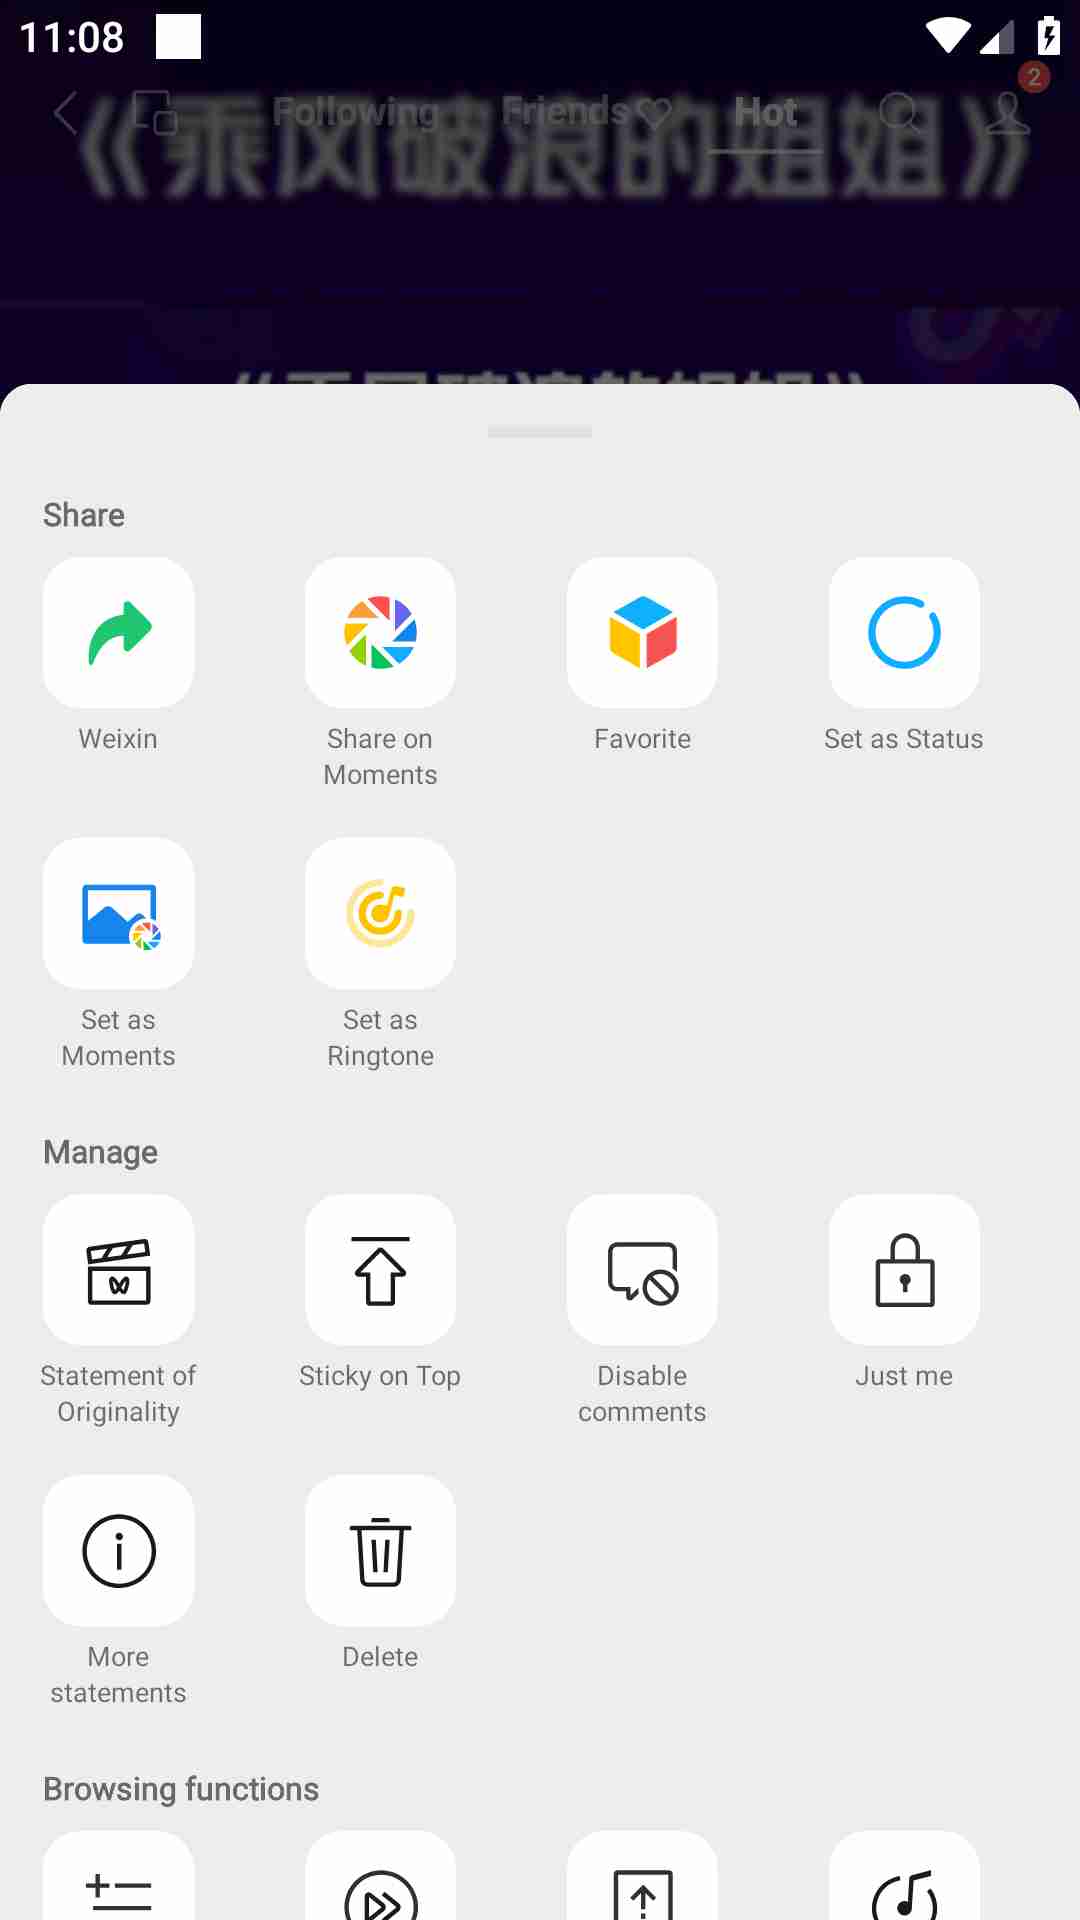 11:08
2
Following Friends Hot
《乘风破浪的姐姐》
Share
Weixin
Share on
Moments
Favorite
Set as Status
Set as
Moments
Set as
Ringtone
Manage
Statement of
Originality
Sticky on Top
Disable
comments
Just me
More
statements
Delete
Browsing functions